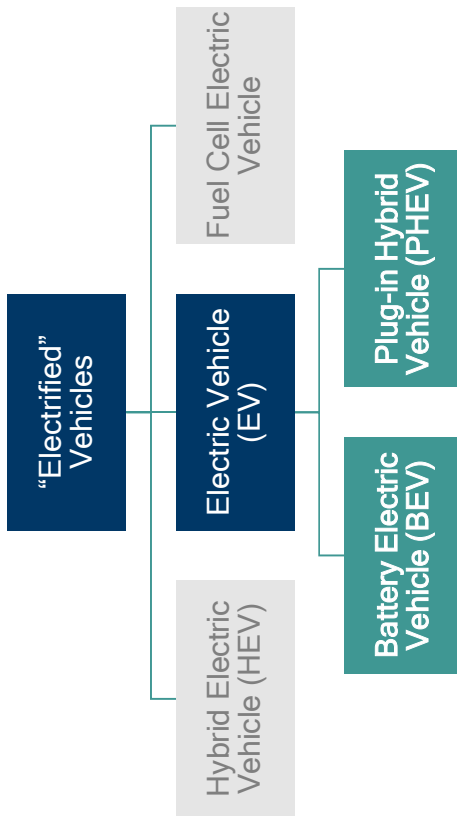 “Electrified”
Vehicles
Hybrid Electric
Vehicle (HEV)
Electric Vehicle
(EV)
Fuel Cell Electric
Vehicle
Battery Electric
Vehicle (BEV)
Plug-in Hybrid
Vehicle (PHEV)